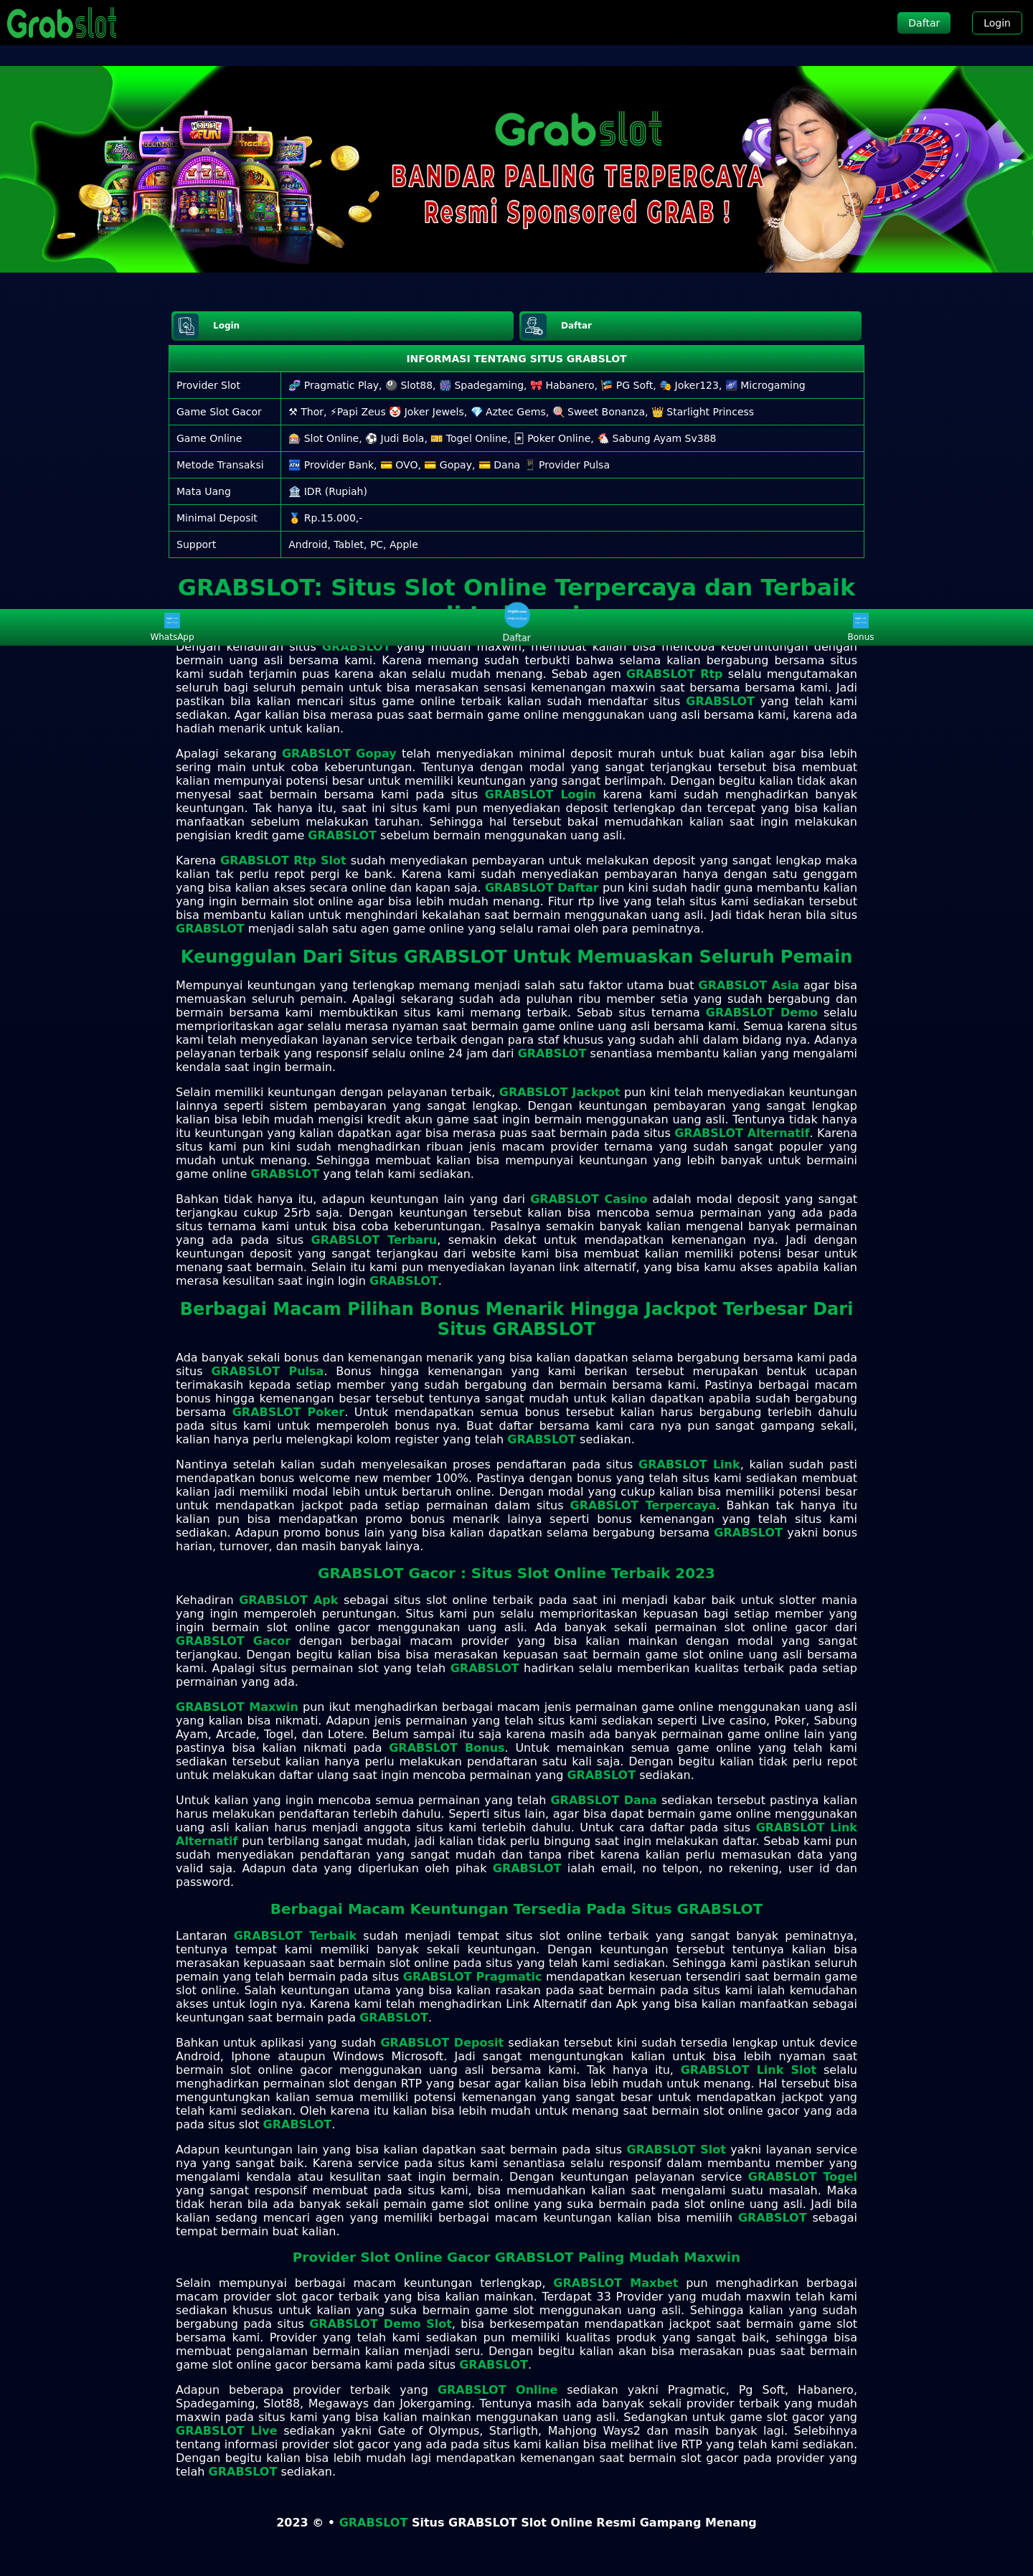 Grabslot
Daftar
Login
Grabslot
BANDAR PALING TERPERCAYA
Resmi Sponsored GRAB !
Login
Daftar
INFORMASI TENTANG SITUS GRABSLOT
Provider Slot 🧬 Pragmatic Play, 🎱 Slot88, 🎆 Spadegaming, 🎀 Habanero, 🎏 PG Soft, 🎭 Joker123, 🌌 Microgaming
Game Slot Gacor ⚒ Thor, ⚡Papi Zeus 🤡 Joker Jewels, 💎 Aztec Gems, 🍭 Sweet Bonanza, 👑 Starlight Princess
Game Online 🎰 Slot Online, ⚽ Judi Bola, 🎫 Togel Online, 🃏 Poker Online, 🐔 Sabung Ayam Sv388
Metode Transaksi 🏧 Provider Bank, 💳 OVO, 💳 Gopay, 💳 Dana 📱 Provider Pulsa
Mata Uang 🏦 IDR (Rupiah)
Minimal Deposit 🏅 Rp.15.000,-
Support Android, Tablet, PC, Apple
GRABSLOT: Situs Slot Online Terpercaya dan Terbaik
WhatsApp
Daftar
Bonus
Dengan kehadiran situs GRABSLOT yang mudah maxwin, membuat kalian bisa mencoba keberuntungan dengan
bermain uang asli bersama kami. Karena memang sudah terbukti bahwa selama kalian bergabung bersama situs
kami sudah terjamin puas karena akan selalu mudah menang. Sebab agen GRABSLOT Rtp selalu mengutamakan
seluruh bagi seluruh pemain untuk bisa merasakan sensasi kemenangan maxwin saat bersama bersama kami. Jadi
pastikan bila kalian mencari situs game online terbaik kalian sudah mendaftar situs GRABSLOT yang telah kami
sediakan. Agar kalian bisa merasa puas saat bermain game online menggunakan uang asli bersama kami, karena ada
hadiah menarik untuk kalian.
Apalagi sekarang GRABSLOT Gopay telah menyediakan minimal deposit murah untuk buat kalian agar bisa lebih
sering main untuk coba keberuntungan. Tentunya dengan modal yang sangat terjangkau tersebut bisa membuat
kalian mempunyai potensi besar untuk memiliki keuntungan yang sangat berlimpah. Dengan begitu kalian tidak akan
menyesal saat bermain bersama kami pada situs GRABSLOT Login karena kami sudah menghadirkan banyak
keuntungan. Tak hanya itu, saat ini situs kami pun menyediakan deposit terlengkap dan tercepat yang bisa kalian
manfaatkan sebelum melakukan taruhan. Sehingga hal tersebut bakal memudahkan kalian saat ingin melakukan
pengisian kredit game GRABSLOT sebelum bermain menggunakan uang asli.
Karena GRABSLOT Rtp Slot sudah menyediakan pembayaran untuk melakukan deposit yang sangat lengkap maka
kalian tak perlu repot pergi ke bank. Karena kami sudah menyediakan pembayaran hanya dengan satu genggam
yang bisa kalian akses secara online dan kapan saja. GRABSLOT Daftar pun kini sudah hadir guna membantu kalian
yang ingin bermain slot online agar bisa lebih mudah menang. Fitur rtp live yang telah situs kami sediakan tersebut
bisa membantu kalian untuk menghindari kekalahan saat bermain menggunakan uang asli. Jadi tidak heran bila situs
GRABSLOT menjadi salah satu agen game online yang selalu ramai oleh para peminatnya.
Keunggulan Dari Situs GRABSLOT Untuk Memuaskan Seluruh Pemain
Mempunyai keuntungan yang terlengkap memang menjadi salah satu faktor utama buat GRABSLOT Asia agar bisa
memuaskan seluruh pemain. Apalagi sekarang sudah ada puluhan ribu member setia yang sudah bergabung dan
bermain bersama kami membuktikan situs kami memang terbaik. Sebab situs ternama GRABSLOT Demo selalu
memprioritaskan agar selalu merasa nyaman saat bermain game online uang asli bersama kami. Semua karena situs
kami telah menyediakan layanan service terbaik dengan para staf khusus yang sudah ahli dalam bidang nya. Adanya
pelayanan terbaik yang responsif selalu online 24 jam dari GRABSLOT senantiasa membantu kalian yang mengalami
kendala saat ingin bermain.
Selain memiliki keuntungan dengan pelayanan terbaik, GRABSLOT Jackpot pun kini telah menyediakan keuntungan
lainnya seperti sistem pembayaran yang sangat lengkap. Dengan keuntungan pembayaran yang sangat lengkap
kalian bisa lebih mudah mengisi kredit akun game saat ingin bermain menggunakan uang asli. Tentunya tidak hanya
itu keuntungan yang kalian dapatkan agar bisa merasa puas saat bermain pada situs GRABSLOT Alternatif. Karena
situs kami pun kini sudah menghadirkan ribuan jenis macam provider ternama yang sudah sangat populer yang
mudah untuk menang. Sehingga membuat kalian bisa mempunyai keuntungan yang lebih banyak untuk bermaini
game online GRABSLOT yang telah kami sediakan.
Bahkan tidak hanya itu, adapun keuntungan lain yang dari GRABSLOT Casino adalah modal deposit yang sangat
terjangkau cukup 25rb saja. Dengan keuntungan tersebut kalian bisa mencoba semua permainan yang ada pada
situs ternama kami untuk bisa coba keberuntungan. Pasalnya semakin banyak kalian mengenal banyak permainan
yang ada pada situs GRABSLOT Terbaru, semakin dekat untuk mendapatkan kemenangan nya. Jadi dengan
keuntungan deposit yang sangat terjangkau dari website kami bisa membuat kalian memiliki potensi besar untuk
menang saat bermain. Selain itu kami pun menyediakan layanan link alternatif, yang bisa kamu akses apabila kalian
merasa kesulitan saat ingin login GRABSLOT.
Berbagai Macam Pilihan Bonus Menarik Hingga Jackpot Terbesar Dari
Situs GRABSLOT
Ada banyak sekali bonus dan kemenangan menarik yang bisa kalian dapatkan selama bergabung bersama kami pada
situs GRABSLOT Pulsa. Bonus hingga kemenangan yang kami berikan tersebut merupakan bentuk ucapan
terimakasih kepada setiap member yang sudah bergabung dan bermain bersama kami. Pastinya berbagai macam
bonus hingga kemenangan besar tersebut tentunya sangat mudah untuk kalian dapatkan apabila sudah bergabung
bersama GRABSLOT Poker. Untuk mendapatkan semua bonus tersebut kalian harus bergabung terlebih dahulu
pada situs kami untuk memperoleh bonus nya. Buat daftar bersama kami cara nya pun sangat gampang sekali,
kalian hanya perlu melengkapi kolom register yang telah GRABSLOT sediakan.
Nantinya setelah kalian sudah menyelesaikan proses pendaftaran pada situs GRABSLOT Link, kalian sudah pasti
mendapatkan bonus welcome new member 100%. Pastinya dengan bonus yang telah situs kami sediakan membuat
kalian jadi memiliki modal lebih untuk bertaruh online. Dengan modal yang cukup kalian bisa memiliki potensi besar
untuk mendapatkan jackpot pada setiap permainan dalam situs GRABSLOT Terpercaya. Bahkan tak hanya itu
kalian pun bisa mendapatkan promo bonus menarik lainya seperti bonus kemenangan yang telah situs kami
sediakan. Adapun promo bonus lain yang bisa kalian dapatkan selama bergabung bersama GRABSLOT yakni bonus
harian, turnover, dan masih banyak lainya.
GRABSLOT Gacor : Situs Slot Online Terbaik 2023
Kehadiran GRABSLOT Apk sebagai situs slot online terbaik pada saat ini menjadi kabar baik untuk slotter mania
yang ingin memperoleh peruntungan. Situs kami pun selalu memprioritaskan kepuasan bagi setiap member yang
ingin bermain slot online gacor menggunakan uang asli. Ada banyak sekali permainan slot online gacor dari
GRABSLOT Gacor dengan berbagai macam provider yang bisa kalian mainkan dengan modal yang sangat
terjangkau. Dengan begitu kalian bisa bisa merasakan kepuasan saat bermain game slot online uang asli bersama
kami. Apalagi situs permainan slot yang telah GRABSLOT hadirkan selalu memberikan kualitas terbaik pada setiap
permainan yang ada.
GRABSLOT Maxwin pun ikut menghadirkan berbagai macam jenis permainan game online menggunakan uang asli
yang kalian bisa nikmati. Adapun jenis permainan yang telah situs kami sediakan seperti Live casino, Poker, Sabung
Ayam, Arcade, Togel, dan Lotere. Belum sampai itu saja karena masih ada banyak permainan game online lain yang
pastinya bisa kalian nikmati pada GRABSLOT Bonus. Untuk memainkan semua game online yang telah kami
sediakan tersebut kalian hanya perlu melakukan pendaftaran satu kali saja. Dengan begitu kalian tidak perlu repot
untuk melakukan daftar ulang saat ingin mencoba permainan yang GRABSLOT sediakan.
Untuk kalian yang ingin mencoba semua permainan yang telah GRABSLOT Dana sediakan tersebut pastinya kalian
harus melakukan pendaftaran terlebih dahulu. Seperti situs lain, agar bisa dapat bermain game online menggunakan
uang asli kalian harus menjadi anggota situs kami terlebih dahulu. Untuk cara daftar pada situs GRABSLOT Link
Alternatif pun terbilang sangat mudah, jadi kalian tidak perlu bingung saat ingin melakukan daftar. Sebab kami pun
sudah menyediakan pendaftaran yang sangat mudah dan tanpa ribet karena kalian perlu memasukan data yang
valid saja. Adapun data yang diperlukan oleh pihak GRABSLOT ialah email, no telpon, no rekening, user id dan
password.
Berbagai Macam Keuntungan Tersedia Pada Situs GRABSLOT
Lantaran GRABSLOT Terbaik sudah menjadi tempat situs slot online terbaik yang sangat banyak peminatnya,
tentunya tempat kami memiliki banyak sekali keuntungan. Dengan keuntungan tersebut tentunya kalian bisa
merasakan kepuasaan saat bermain slot online pada situs yang telah kami sediakan. Sehingga kami pastikan seluruh
pemain yang telah bermain pada situs GRABSLOT Pragmatic mendapatkan keseruan tersendiri saat bermain game
slot online. Salah keuntungan utama yang bisa kalian rasakan pada saat bermain pada situs kami ialah kemudahan
akses untuk login nya. Karena kami telah menghadirkan Link Alternatif dan Apk yang bisa kalian manfaatkan sebagai
keuntungan saat bermain pada GRABSLOT.
Bahkan untuk aplikasi yang sudah GRABSLOT Deposit sediakan tersebut kini sudah tersedia lengkap untuk device
Android, Iphone ataupun Windows Microsoft. Jadi sangat menguntungkan kalian untuk bisa lebih nyaman saat
bermain slot online gacor menggunakan uang asli bersama kami. Tak hanya itu, GRABSLOT Link Slot selalu
menghadirkan permainan slot dengan RTP yang besar agar kalian bisa lebih mudah untuk menang. Hal tersebut bisa
menguntungkan kalian semua memiliki potensi kemenangan yang sangat besar untuk mendapatkan jackpot yang
telah kami sediakan. Oleh karena itu kalian bisa lebih mudah untuk menang saat bermain slot online gacor yang ada
pada situs slot GRABSLOT.
Adapun keuntungan lain yang bisa kalian dapatkan saat bermain pada situs GRABSLOT Slot yakni layanan service
nya yang sangat baik. Karena service pada situs kami senantiasa selalu responsif dalam membantu member yang
mengalami kendala atau kesulitan saat ingin bermain. Dengan keuntungan pelayanan service GRABSLOT Togel
yang sangat responsif membuat pada situs kami, bisa memudahkan kalian saat mengalami suatu masalah. Maka
tidak heran bila ada banyak sekali pemain game slot online yang suka bermain pada slot online uang asli. Jadi bila
kalian sedang mencari agen yang memiliki berbagai macam keuntungan kalian bisa memilih GRABSLOT sebagai
tempat bermain buat kalian.
Provider Slot Online Gacor GRABSLOT Paling Mudah Maxwin
Selain mempunyai berbagai macam keuntungan terlengkap, GRABSLOT Maxbet pun menghadirkan berbagai
macam provider slot gacor terbaik yang bisa kalian mainkan. Terdapat 33 Provider yang mudah maxwin telah kami
sediakan khusus untuk kalian yang suka bermain game slot menggunakan uang asli. Sehingga kalian yang sudah
bergabung pada situs GRABSLOT Demo Slot, bisa berkesempatan mendapatkan jackpot saat bermain game slot
bersama kami. Provider yang telah kami sediakan pun memiliki kualitas produk yang sangat baik, sehingga bisa
membuat pengalaman bermain kalian menjadi seru. Dengan begitu kalian akan bisa merasakan puas saat bermain
game slot online gacor bersama kami pada situs GRABSLOT.
Adapun beberapa provider terbaik yang GRABSLOT Online sediakan yakni Pragmatic, Pg Soft, Habanero,
Spadegaming, Slot88, Megaways dan Jokergaming. Tentunya masih ada banyak sekali provider terbaik yang mudah
maxwin pada situs kami yang bisa kalian mainkan menggunakan uang asli. Sedangkan untuk game slot gacor yang
GRABSLOT Live sediakan yakni Gate of Olympus, Starligth, Mahjong Ways2 dan masih banyak lagi. Selebihnya
tentang informasi provider slot gacor yang ada pada situs kami kalian bisa melihat live RTP yang telah kami sediakan.
Dengan begitu kalian bisa lebih mudah lagi mendapatkan kemenangan saat bermain slot gacor pada provider yang
telah GRABSLOT sediakan.
2023 © • GRABSLOT Situs GRABSLOT Slot Online Resmi Gampang Menang